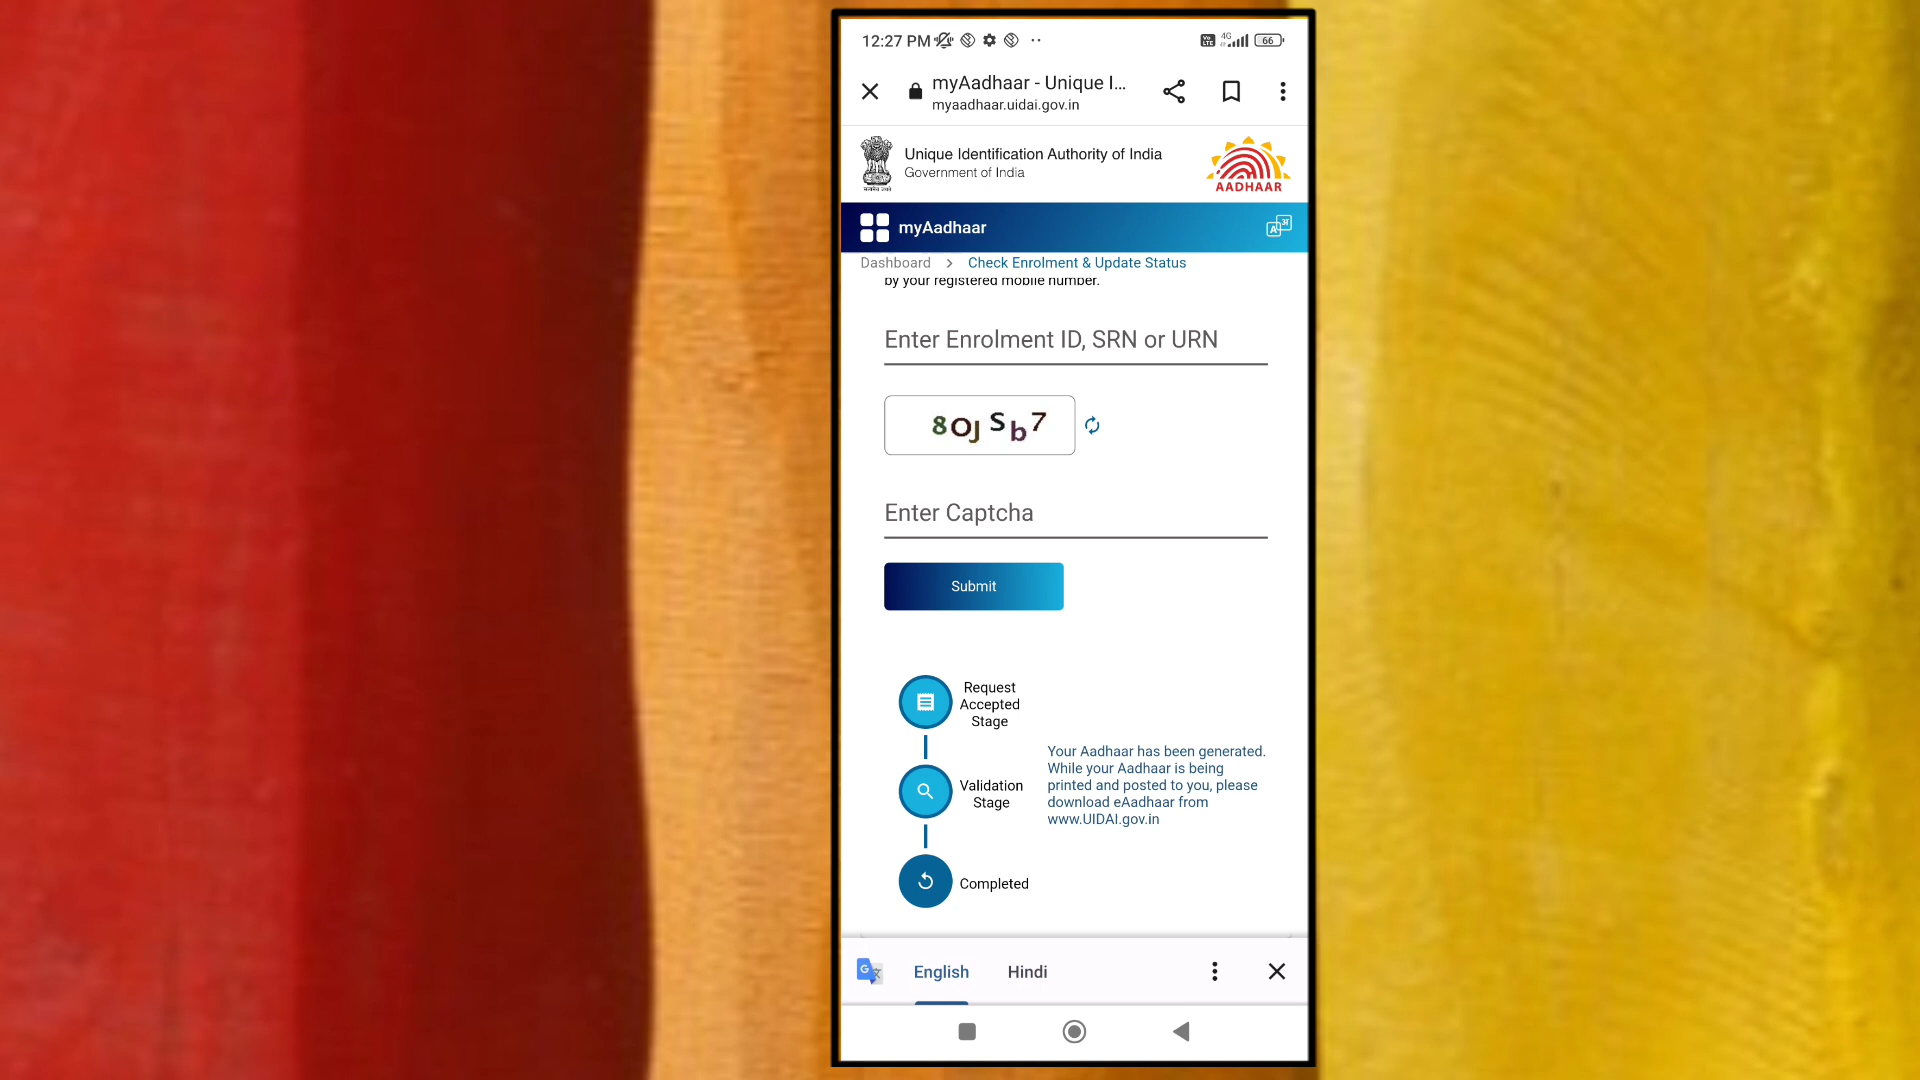 12:27 PM
4G
66
myAadhaar - Unique I...
myaadhaar.uidai.gov.in
Unique Identification Authority of India
Government of India
AADHAAR
myAadhaar
Dashboard > Check Enrolment & Update Status
by your registered mobile number.
Enter Enrolment ID, SRN or URN
8OJSb7
Enter Captcha
Submit
Request
Accepted
Stage
Validation
Stage
Your Aadhaar has been generated.
While your Aadhaar is being
printed and posted to you, please
download eAadhaar from
www.UIDAI.gov.in
Completed
English Hindi